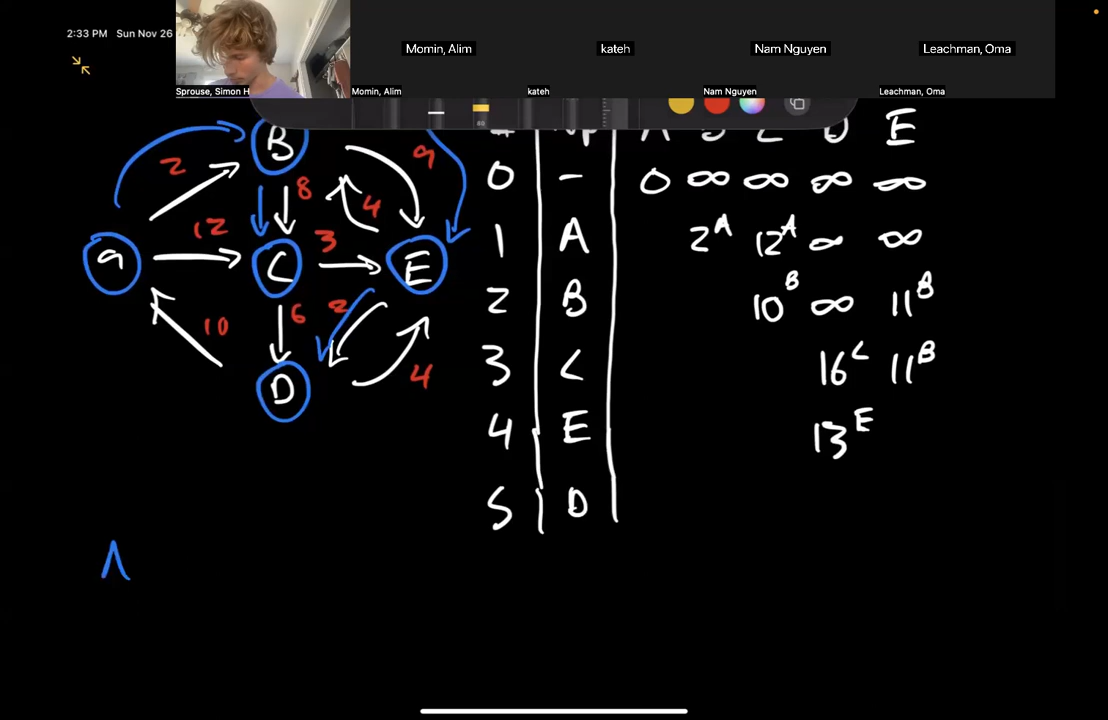 2:33 PM Sun Nov 26
Momin, Alim
kateh
Nam Nguyen
Leachman, Oma
Sprouse, Simon H
Momin, Alim
kateh
Nam Nguyen
Leachman, Oma
E
B
2
9
8
4
12
3
a
C
E
10
6
2
4
D
0 - 0 ∞ ∞ ∞ ∞
1 A 2^A 12^A ∞ ∞
2 B 10^B ∞ 11^B
3 C 16^C 11^B
4 E 13^E
5 D